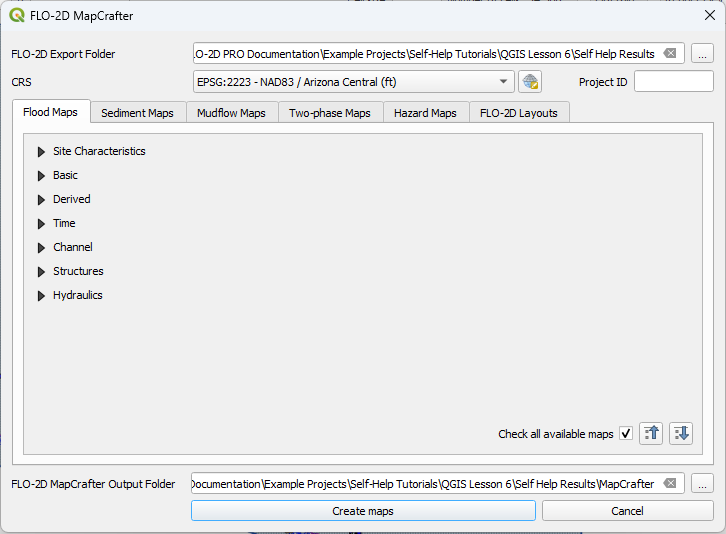 FLO-2D MapCrafter
FLO-2D Export Folder
LO-2D PRO Documentation\Example Projects\Self-Help Tutorials\QGIS Lesson 6\Self Help Results
...
CRS
EPSG:2223 - NAD83 / Arizona Central (ft)
Project ID
Flood Maps
Sediment Maps
Mudflow Maps
Two-phase Maps
Hazard Maps
FLO-2D Layouts
Site Characteristics
Basic
Derived
Time
Channel
Structures
Hydraulics
Check all available maps
FLO-2D MapCrafter Output Folder
Documentation\Example Projects\Self-Help Tutorials\QGIS Lesson 6\Self Help Results\MapCrafter
...
Create maps
Cancel